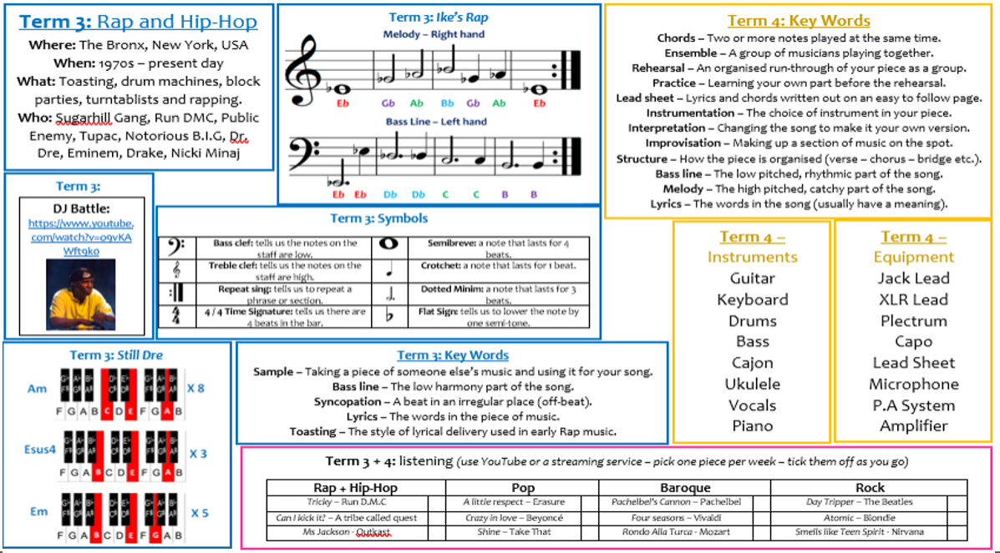 Term 3: Rap and Hip-Hop
Where: The Bronx, New York, USA
When: 1970s – present day
What: Toasting, drum machines, block
parties, turntablists and rapping.
Who: Sugarhill Gang, Run DMC, Public
Enemy, Tupac, Notorious B.I.G, Dr.
Dre, Eminem, Drake, Nicki Minaj
Term 3: Ike's Rap
Melody – Right hand
Eb Gb Ab Bb Gb Ab Eb
Bass Line – Left hand
Eb Eb Db Db C C B B
Term 4: Key Words
Chords – Two or more notes played at the same time.
Ensemble – A group of musicians playing together.
Rehearsal – An organised run-through of your piece as a group.
Practice – Learning your own part before the rehearsal.
Lead sheet – Lyrics and chords written out on an easy to follow page.
Instrumentation – The choice of instrument in your piece.
Interpretation – Changing the song to make it your own version.
Improvisation – Making up a section of music on the spot.
Structure – How the piece is organised (verse – chorus – bridge etc.).
Bass line – The low pitched, rhythmic part of the song.
Melody – The high pitched, catchy part of the song.
Lyrics – The words in the song (usually have a meaning).
Term 3:
DJ Battle:
https://www.youtube.
com/watch?v=o9vKA
Wft9k0
Term 3: Symbols
Bass clef: tells us the notes on the
staff are low.
Semibreve: a note that lasts for 4
beats.
Treble clef: tells us the notes on the
staff are high.
Crotchet: a note that lasts for 1 beat.
Repeat sing: tells us to repeat a
phrase or section.
Dotted Minim: a note that lasts for 3
beats.
4
4
4 / 4 Time Signature: tells us there are
4 beats in the bar.
Flat Sign: tells us to lower the note by
one semi-tone.
Term 4 –
Instruments
Guitar
Keyboard
Drums
Bass
Cajon
Ukulele
Vocals
Piano
Term 4 –
Equipment
Jack Lead
XLR Lead
Plectrum
Capo
Lead Sheet
Microphone
P.A System
Amplifier
Term 3: Still Dre
Am
F G A B C D E F G A B
X 8
Esus4
F G A B C D E F G A B
X 3
Em
F G A B C D E F G A B
X 5
Term 3: Key Words
Sample – Taking a piece of someone else's music and using it for your song.
Bass line – The low harmony part of the song.
Syncopation – A beat in an irregular place (off-beat).
Lyrics – The words in the piece of music.
Toasting – The style of lyrical delivery used in early Rap music.
Term 3 + 4: listening (use YouTube or a streaming service – pick one piece per week – tick them off as you go)
Rap + Hip-Hop Pop Baroque Rock
Tricky – Run D.M.C A little respect – Erasure Pachelbel's Cannon – Pachelbel Day Tripper – The Beatles
Can I kick it? – A tribe called quest Crazy in love – Beyoncé Four seasons – Vivaldi Atomic – Blondie
Ms Jackson - Outkast Shine – Take That Rondo Alla Turca - Mozart Smells like Teen Spirit - Nirvana